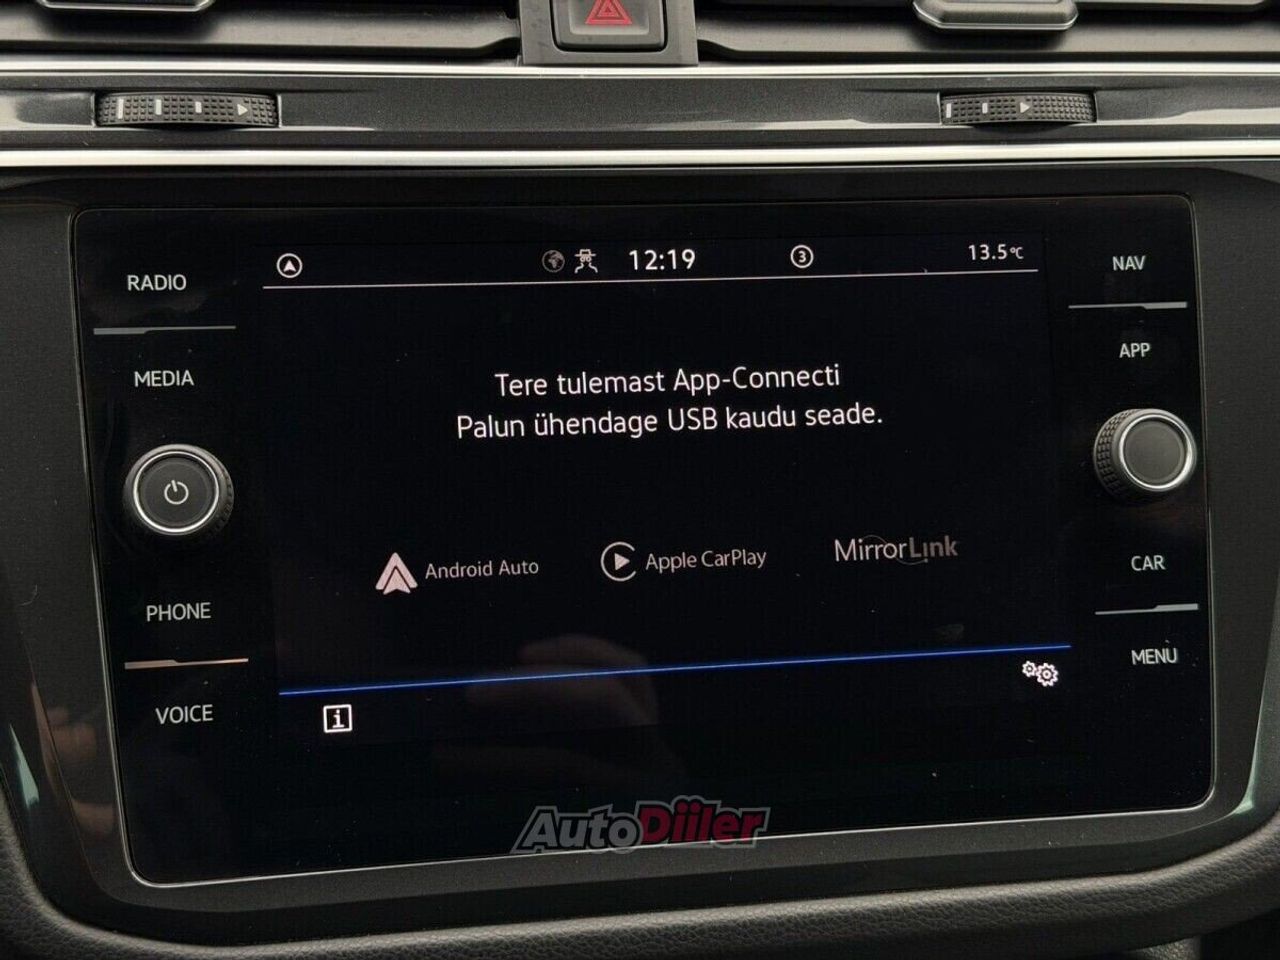 12:19
3
13.5°C
RADIO
NAV
MEDIA
APP
Tere tulemast App-Connecti
Palun ühendage USB kaudu seade.
Android Auto
Apple CarPlay
MirrorLink
PHONE
CAR
VOICE
MENU
i
AutoDiiler